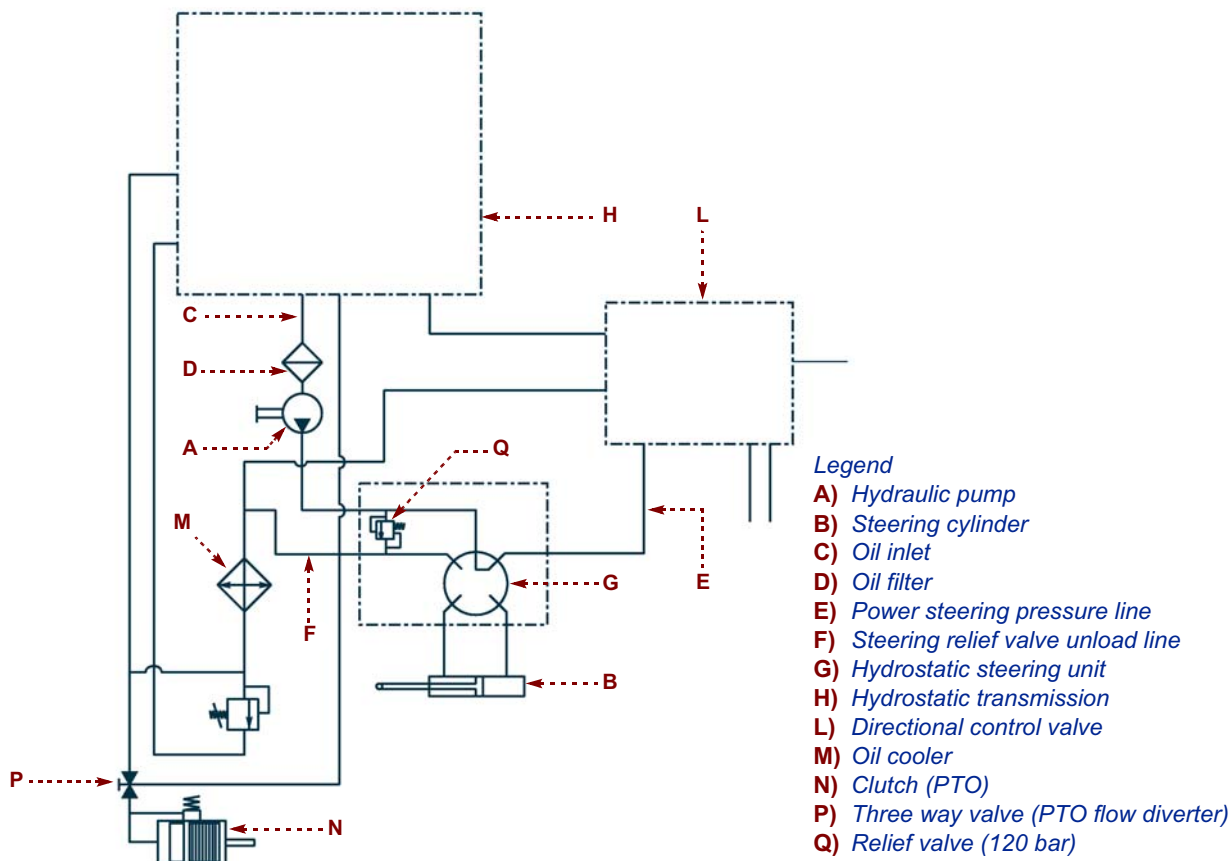 H
L
C
D
A
Q
M
G
E
F
B
P
N
Legend
A) Hydraulic pump
B) Steering cylinder
C) Oil inlet
D) Oil filter
E) Power steering pressure line
F) Steering relief valve unload line
G) Hydrostatic steering unit
H) Hydrostatic transmission
L) Directional control valve
M) Oil cooler
N) Clutch (PTO)
P) Three way valve (PTO flow diverter)
Q) Relief valve (120 bar)